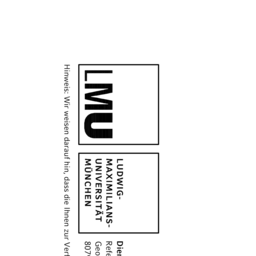 LMU
LUDWIG-
MAXIMILIANS-
UNIVERSITÄT
MÜNCHEN
Hinweis: Wir weisen darauf hin, dass die Ihnen zur